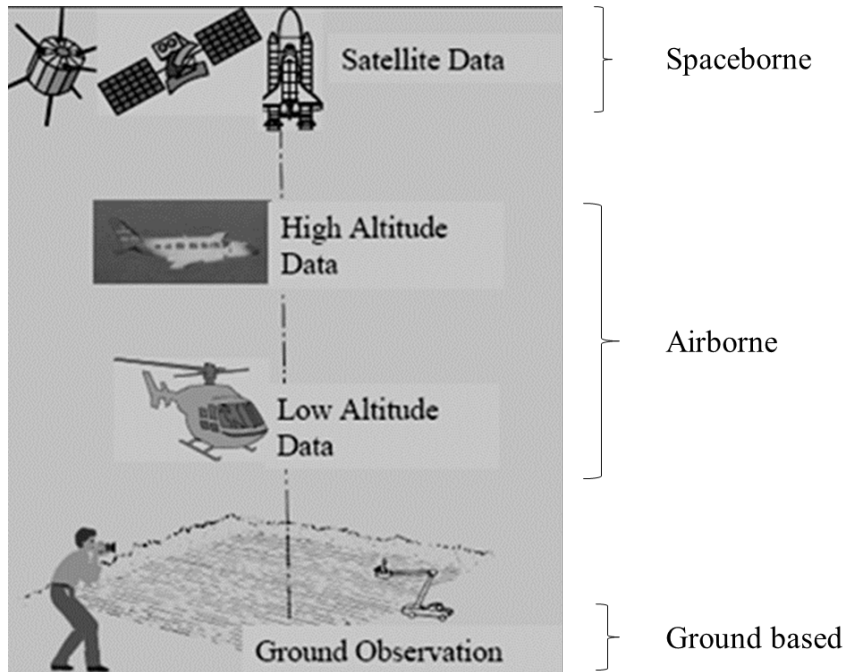 Satellite Data
Spaceborne
High Altitude
Data
Airborne
Low Altitude
Data
Ground Observation
Ground based